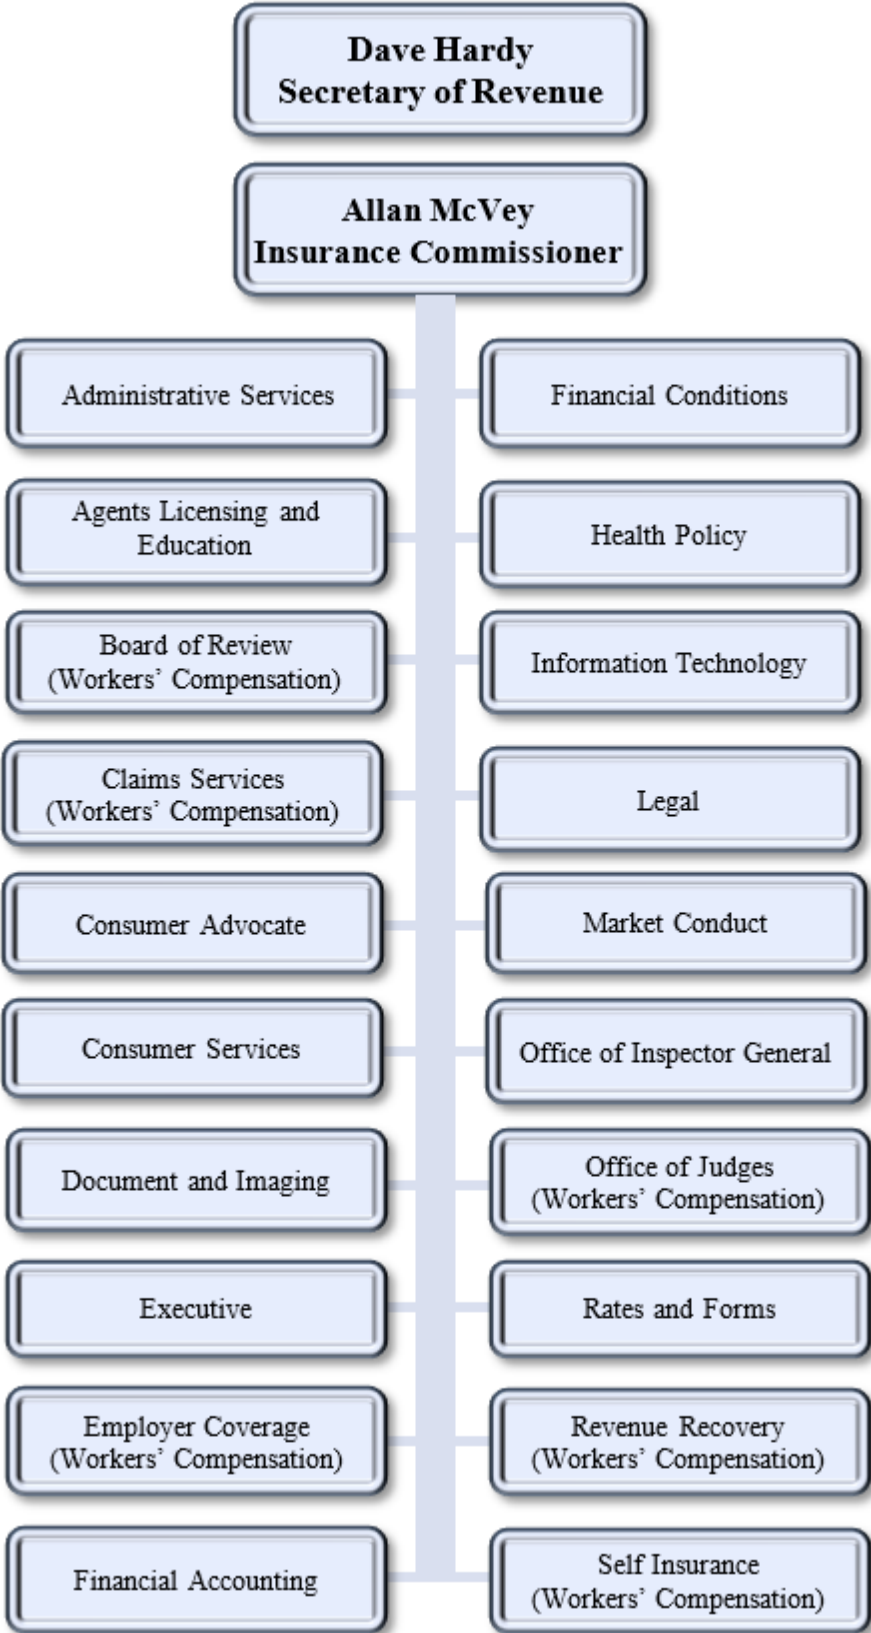 Dave Hardy
Secretary of Revenue
Allan McVey
Insurance Commissioner
Administrative Services
Financial Conditions
Agents Licensing and
Education
Health Policy
Board of Review
(Workers’ Compensation)
Information Technology
Claims Services
(Workers’ Compensation)
Legal
Consumer Advocate
Market Conduct
Consumer Services
Office of Inspector General
Document and Imaging
Office of Judges
(Workers’ Compensation)
Executive
Rates and Forms
Employer Coverage
(Workers’ Compensation)
Revenue Recovery
(Workers’ Compensation)
Financial Accounting
Self Insurance
(Workers’ Compensation)